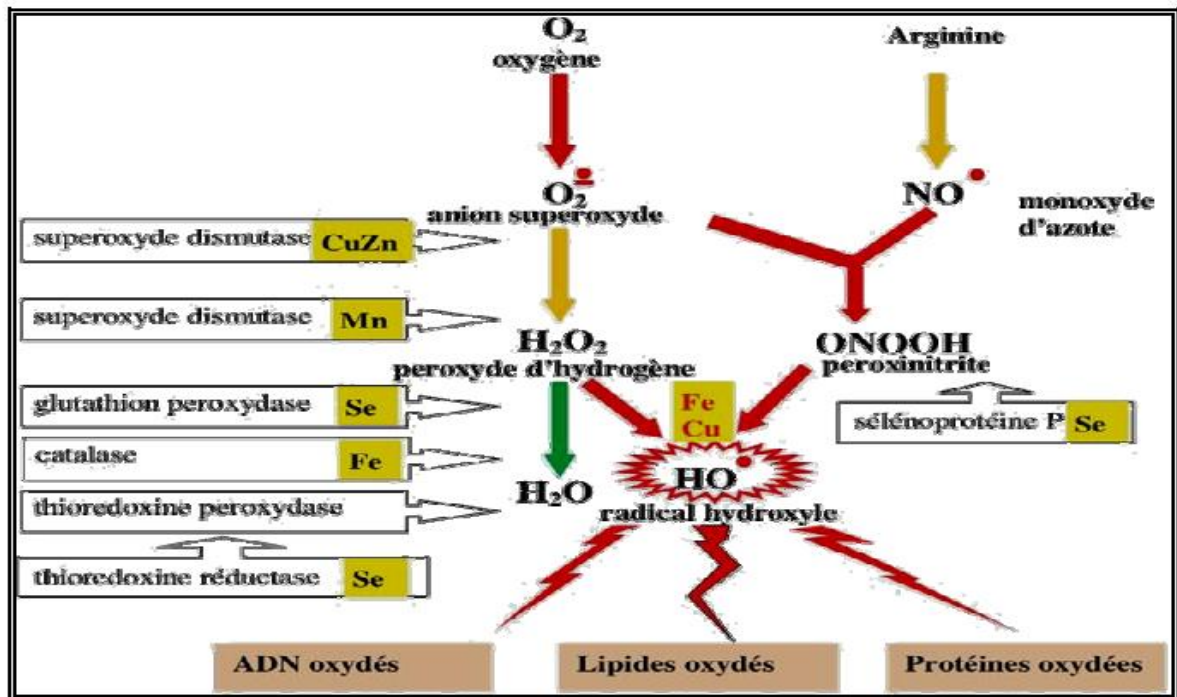 O₂
oxygène
Arginine
O₂•̲
anion superoxyde
NO•
monoxyde
d'azote
superoxyde dismutase CuZn
superoxyde dismutase Mn
H₂O₂
peroxyde d'hydrogène
ONOOH
peroxinitrite
glutathion peroxydase Se
Fe
Cu
sélénoprotéine P Se
catalase Fe
HO•
H₂O
thioredoxine peroxydase
radical hydroxyle
thioredoxine réductase Se
ADN oxydés
Lipides oxydés
Protéines oxydées